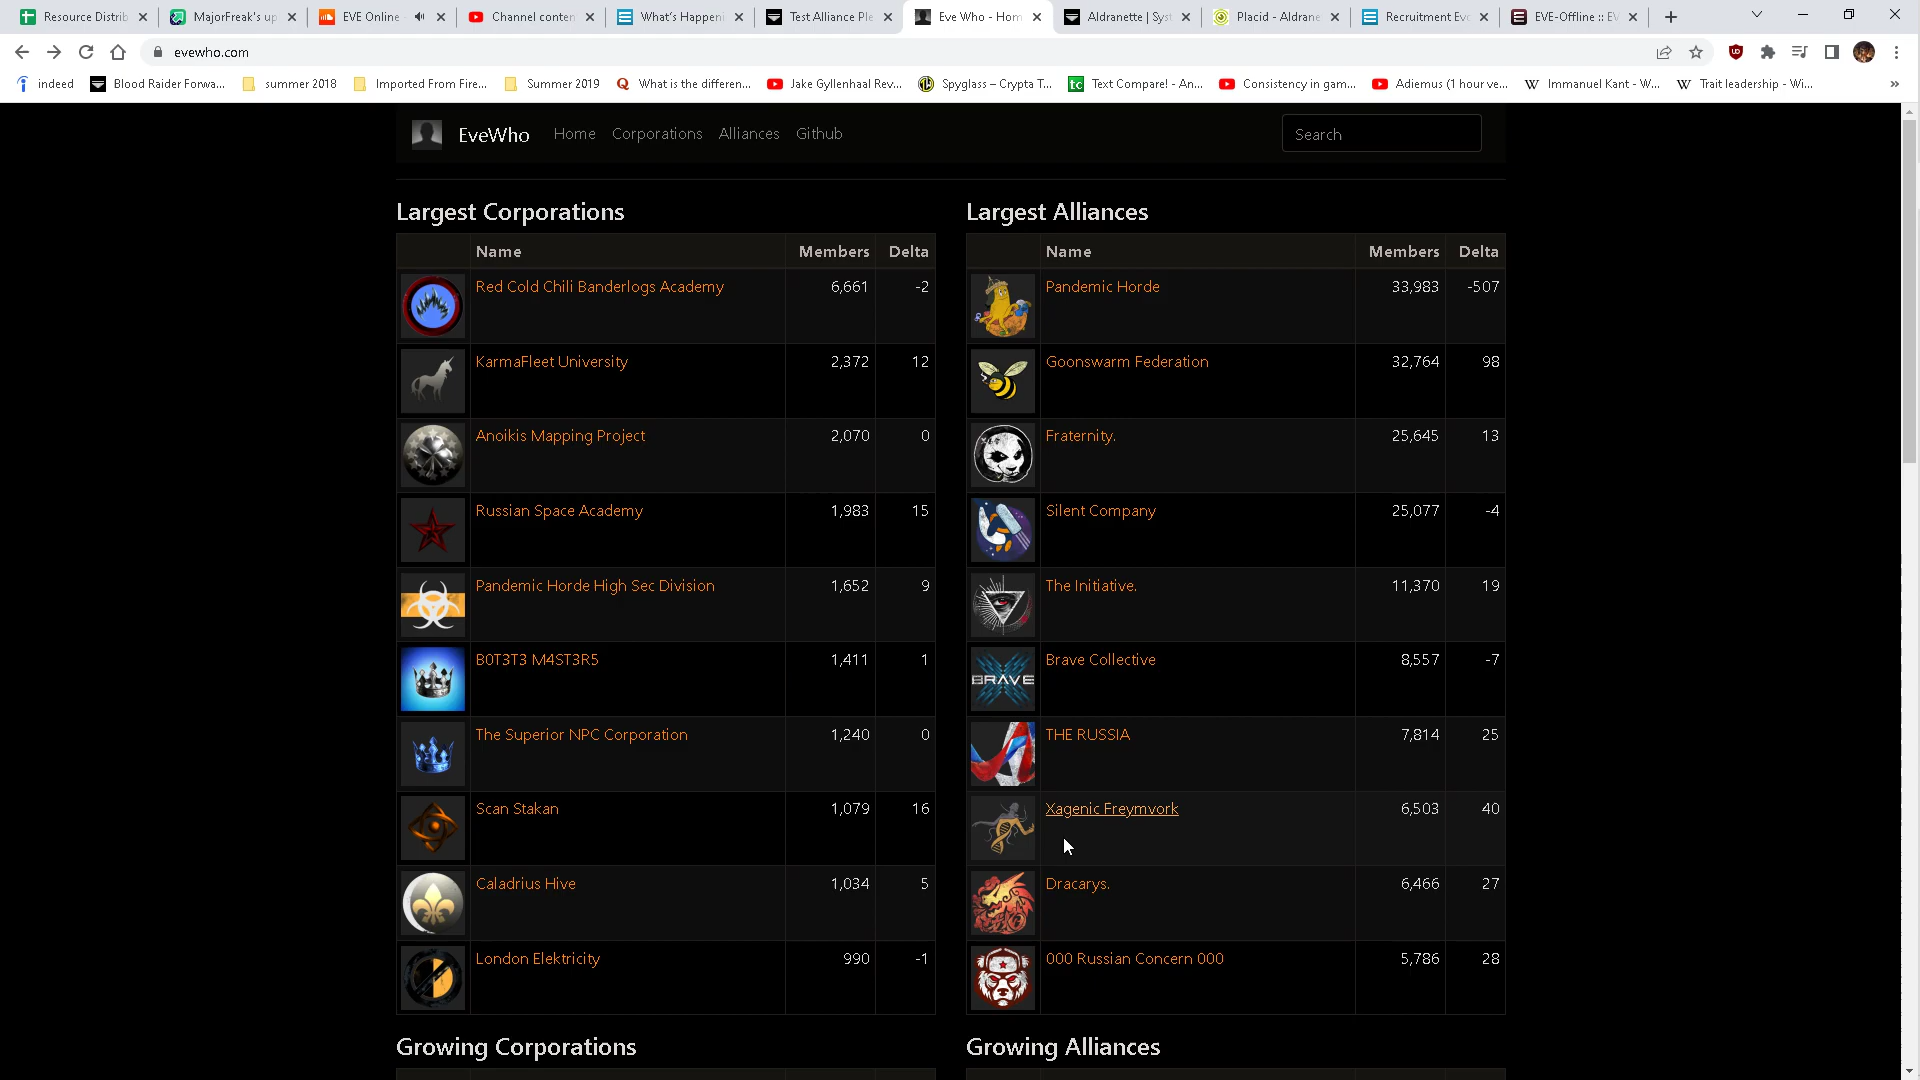 Resource Distrib
MajorFreak's up
EVE Online
Channel conten
What's Happeni
Test Alliance Ple
Eve Who - Hom
Aldranette | Syst
Placid - Aldrane
Recruitment Evo
EVE-Offline :: EV
evewho.com
indeed
Blood Raider Forwa...
summer 2018
Imported From Fire...
Summer 2019
What is the differen...
Jake Gyllenhaal Rev...
Spyglass – Crypta T...
Text Compare! - An...
Consistency in gam...
Adiemus (1 hour ve...
Immanuel Kant - W...
Trait leadership - Wi...
EveWho Home Corporations Alliances Github Search
Largest Corporations
Name Members Delta
Red Cold Chili Banderlogs Academy 6,661 -2
KarmaFleet University 2,372 12
Anoikis Mapping Project 2,070 0
Russian Space Academy 1,983 15
Pandemic Horde High Sec Division 1,652 9
B0T3T3 M4ST3R5 1,411 1
The Superior NPC Corporation 1,240 0
Scan Stakan 1,079 16
Caladrius Hive 1,034 5
London Elektricity 990 -1
Growing Corporations
Largest Alliances
Name Members Delta
Pandemic Horde 33,983 -507
Goonswarm Federation 32,764 98
Fraternity. 25,645 13
Silent Company 25,077 -4
The Initiative. 11,370 19
BRAVE
Brave Collective 8,557 -7
THE RUSSIA 7,814 25
Xagenic Freymvork 6,503 40
Dracarys. 6,466 27
000 Russian Concern 000 5,786 28
Growing Alliances